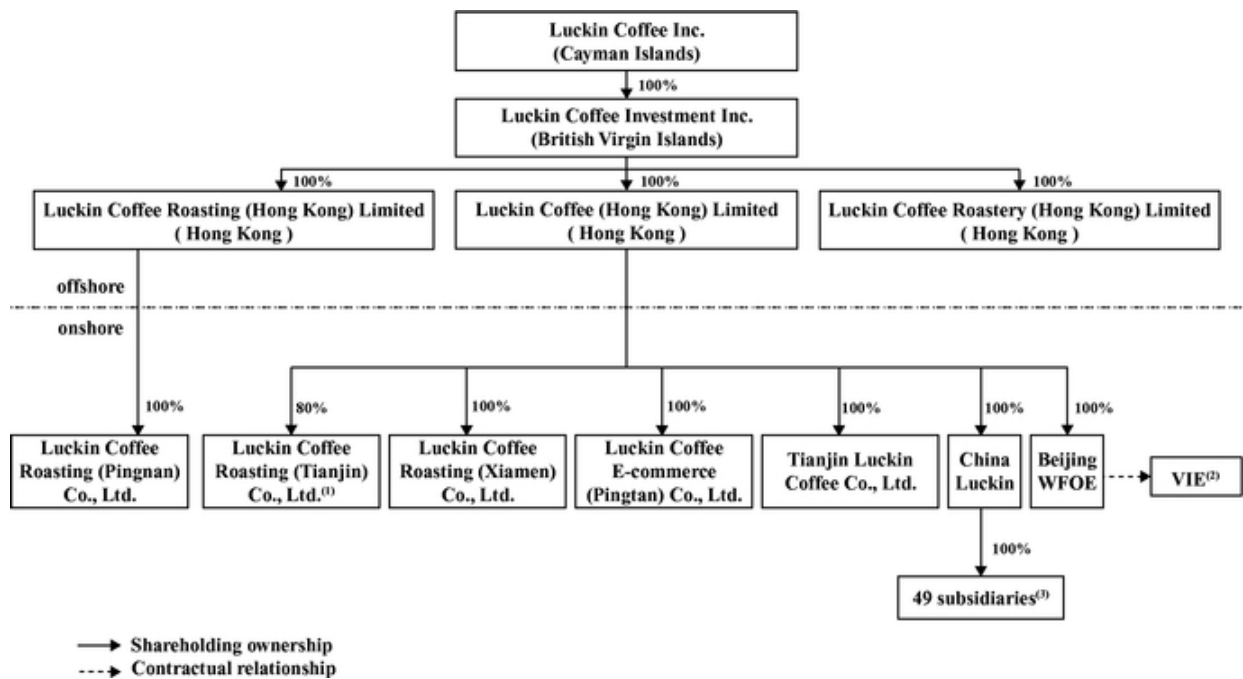 Luckin Coffee Inc.
(Cayman Islands)
100%
Luckin Coffee Investment Inc.
(British Virgin Islands)
100%
100%
100%
Luckin Coffee Roasting (Hong Kong) Limited
( Hong Kong )
Luckin Coffee (Hong Kong) Limited
( Hong Kong )
Luckin Coffee Roastery (Hong Kong) Limited
( Hong Kong )
offshore
onshore
100%
80%
100%
100%
100%
100%
100%
Luckin Coffee
Roasting (Pingnan)
Co., Ltd.
Luckin Coffee
Roasting (Tianjin)
Co., Ltd.(1)
Luckin Coffee
Roasting (Xiamen)
Co., Ltd.
Luckin Coffee
E-commerce
(Pingtan) Co., Ltd.
Tianjin Luckin
Coffee Co., Ltd.
China
Luckin
Beijing
WFOE
VIE(2)
100%
49 subsidiaries(3)
Shareholding ownership
Contractual relationship